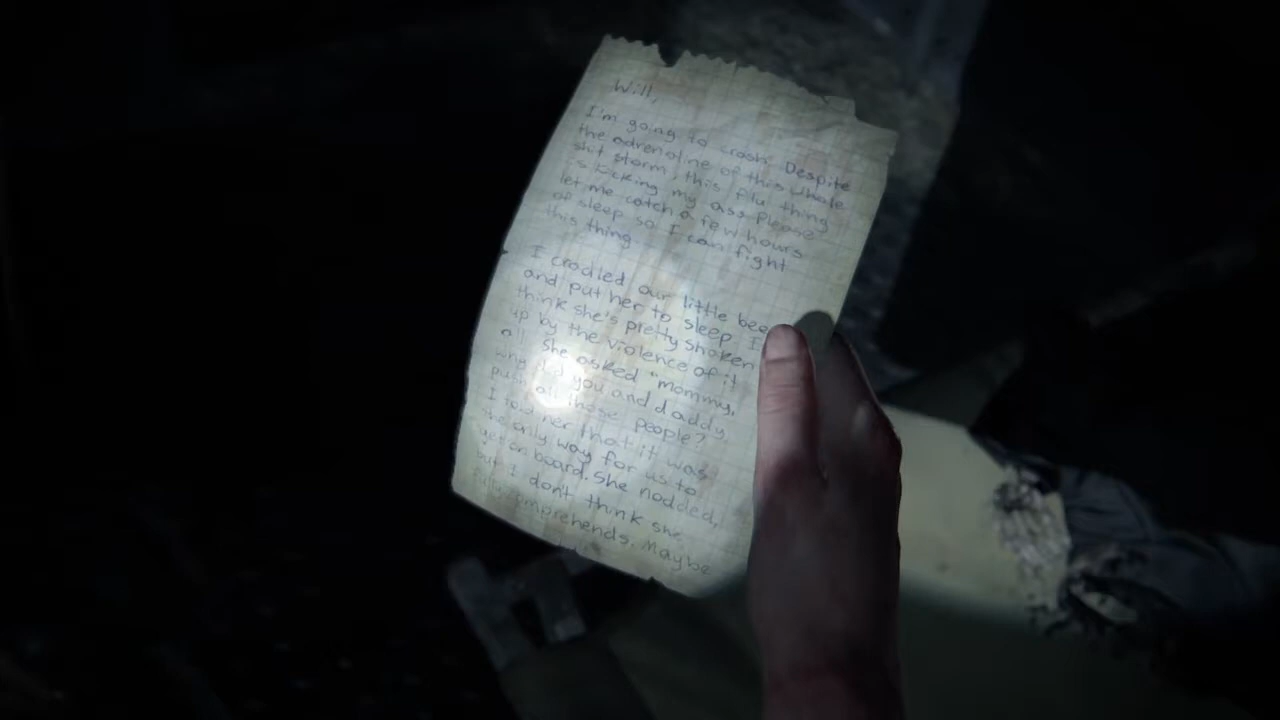 Will,
I'm going to crash. Despite
the adrenaline of this whole
shit storm, this flu thing
is kicking my ass. Please
let me catch a few hours
of sleep so I can fight
this thing.
I cradled our little bee
and put her to sleep. I
think she's pretty shaken
up by the violence of it
all. She asked "mommy,
why did you and daddy
push all those people?
I told her that it was
the only way for us to
get on board. She nodded,
but I don't think she
fully comprehends. Maybe